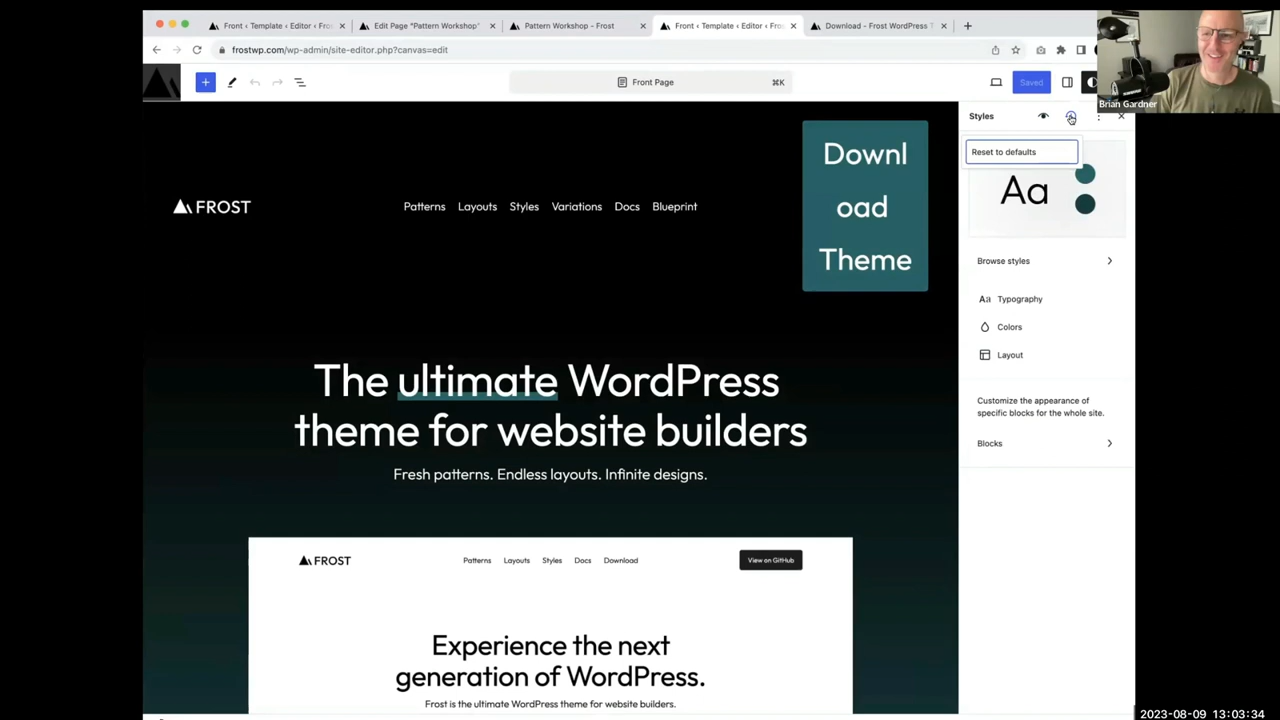 Front ‹ Template ‹ Editor ‹ Fro
Edit Page "Pattern Workshop"
Pattern Workshop - Frost
Front ‹ Template ‹ Editor ‹ Fro
Download - Frost WordPress T
frostwp.com/wp-admin/site-editor.php?canvas=edit
Front Page
⌘K
Saved
Brian Gardner
Styles
Reset to defaults
Aa
Browse styles
Aa Typography
Colors
Layout
Customize the appearance of
specific blocks for the whole site.
Blocks
FROST
Patterns Layouts Styles Variations Docs Blueprint
Downl
oad
Theme
The ultimate WordPress
theme for website builders
Fresh patterns. Endless layouts. Infinite designs.
FROST
Patterns Layouts Styles Docs Download
View on GitHub
Experience the next
generation of WordPress.
Frost is the ultimate WordPress theme for website builders.
2023-08-09 13:03:34